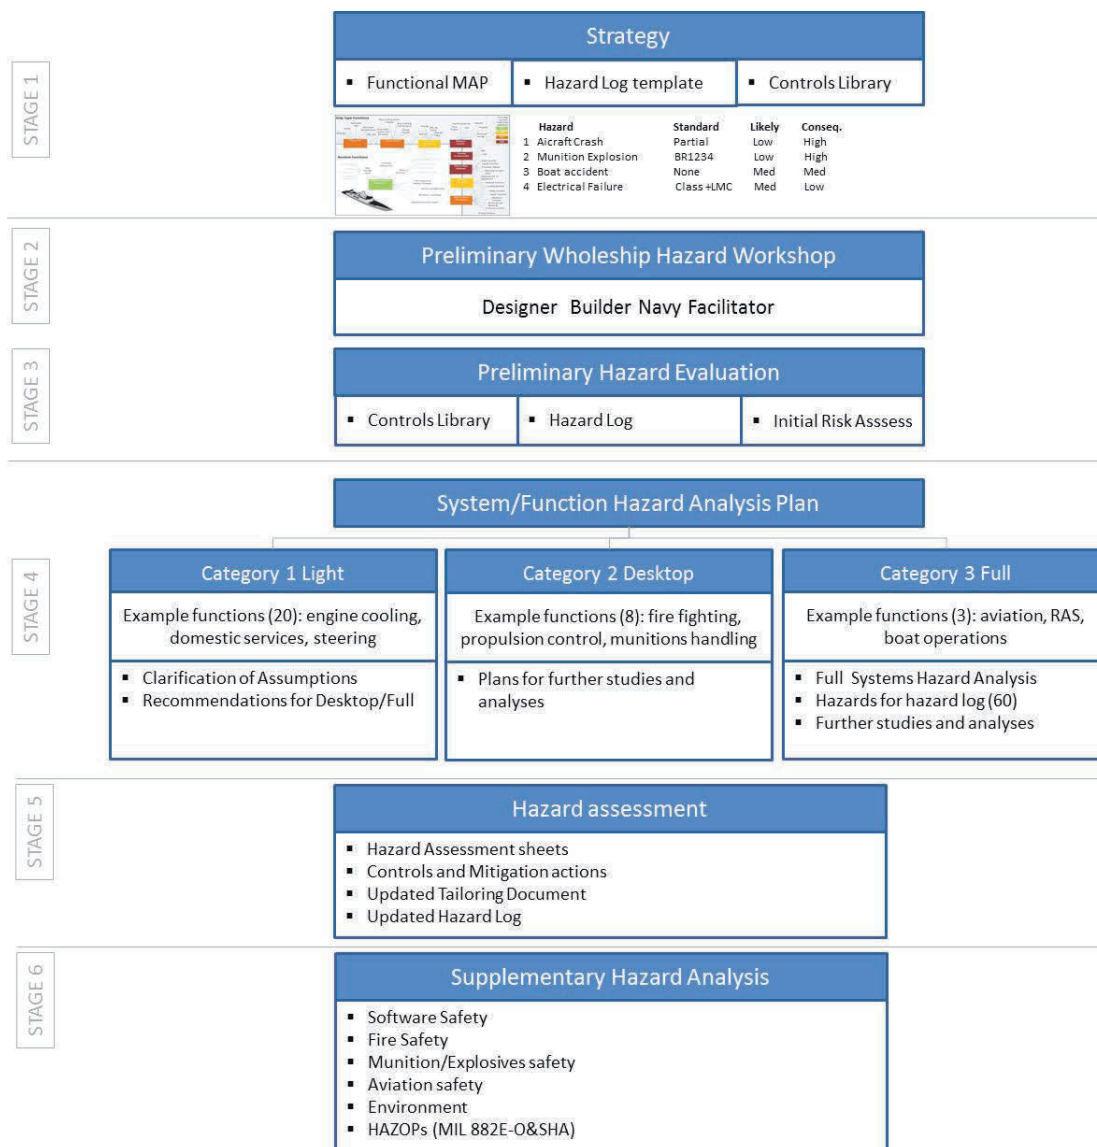 STAGE 1
Strategy
▪ Functional MAP
▪ Hazard Log template
▪ Controls Library
Hazard Standard Likely Conseq.
1 Aicraft Crash Partial Low High
2 Munition Explosion BR1234 Low High
3 Boat accident None Med Med
4 Electrical Failure Class +LMC Med Low
STAGE 2
Preliminary Wholeship Hazard Workshop
Designer Builder Navy Facilitator
STAGE 3
Preliminary Hazard Evaluation
▪ Controls Library
▪ Hazard Log
▪ Initial Risk Asssess
STAGE 4
System/Function Hazard Analysis Plan
Category 1 Light
Example functions (20): engine cooling,
domestic services, steering
▪ Clarification of Assumptions
▪ Recommendations for Desktop/Full
Category 2 Desktop
Example functions (8): fire fighting,
propulsion control, munitions handling
▪ Plans for further studies and
analyses
Category 3 Full
Example functions (3): aviation, RAS,
boat operations
▪ Full Systems Hazard Analysis
▪ Hazards for hazard log (60)
▪ Further studies and analyses
STAGE 5
Hazard assessment
▪ Hazard Assessment sheets
▪ Controls and Mitigation actions
▪ Updated Tailoring Document
▪ Updated Hazard Log
STAGE 6
Supplementary Hazard Analysis
▪ Software Safety
▪ Fire Safety
▪ Munition/Explosives safety
▪ Aviation safety
▪ Environment
▪ HAZOPs (MIL 882E-O&SHA)